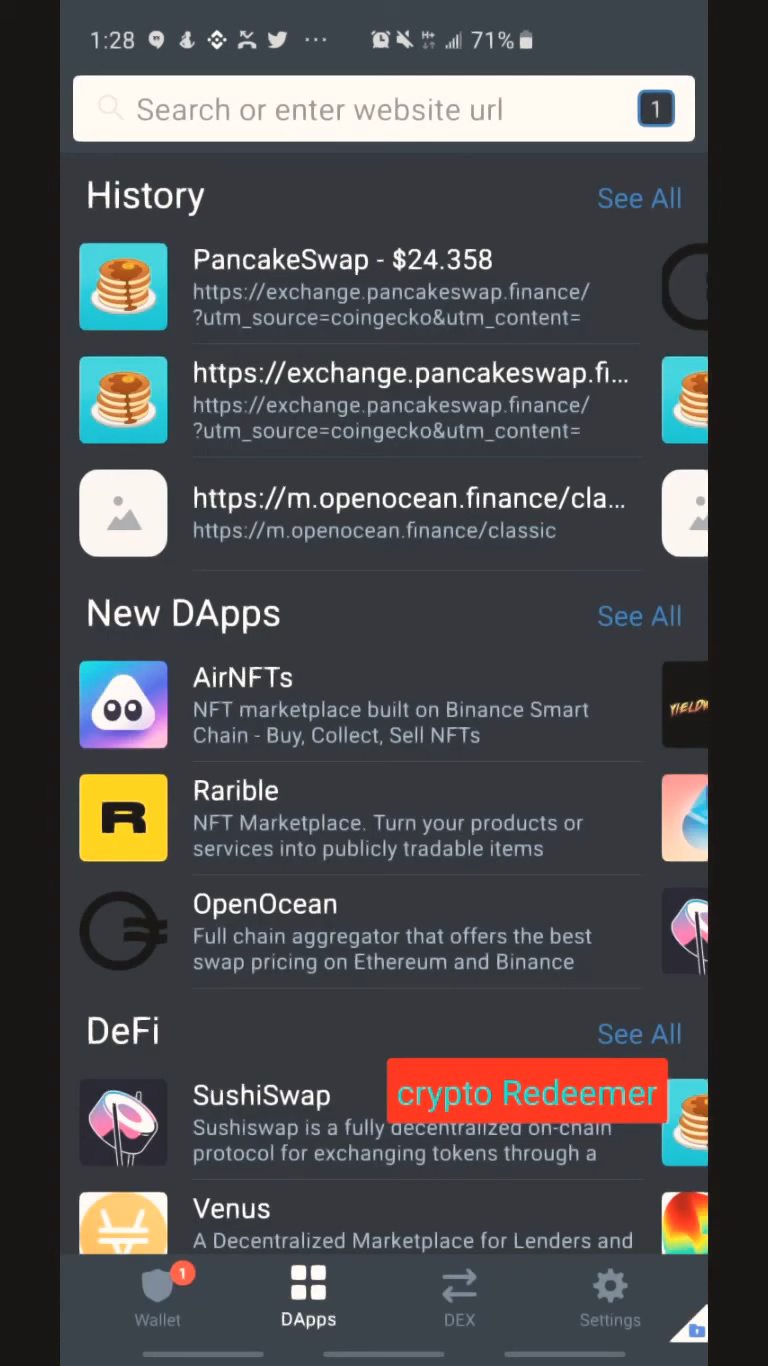 1:28 ... H+ 71%
Search or enter website url 1
History See All
PancakeSwap - $24.358
https://exchange.pancakeswap.finance/
?utm_source=coingecko&utm_content=
https://exchange.pancakeswap.fi...
https://exchange.pancakeswap.finance/
?utm_source=coingecko&utm_content=
https://m.openocean.finance/cla...
https://m.openocean.finance/classic
New DApps See All
AirNFTs
NFT marketplace built on Binance Smart
Chain - Buy, Collect, Sell NFTs
Rarible
NFT Marketplace. Turn your products or
services into publicly tradable items
OpenOcean
Full chain aggregator that offers the best
swap pricing on Ethereum and Binance
DeFi See All
crypto Redeemer
SushiSwap
Sushiswap is a fully decentralized on-chain
protocol for exchanging tokens through a
Venus
A Decentralized Marketplace for Lenders and
1
Wallet DApps DEX Settings